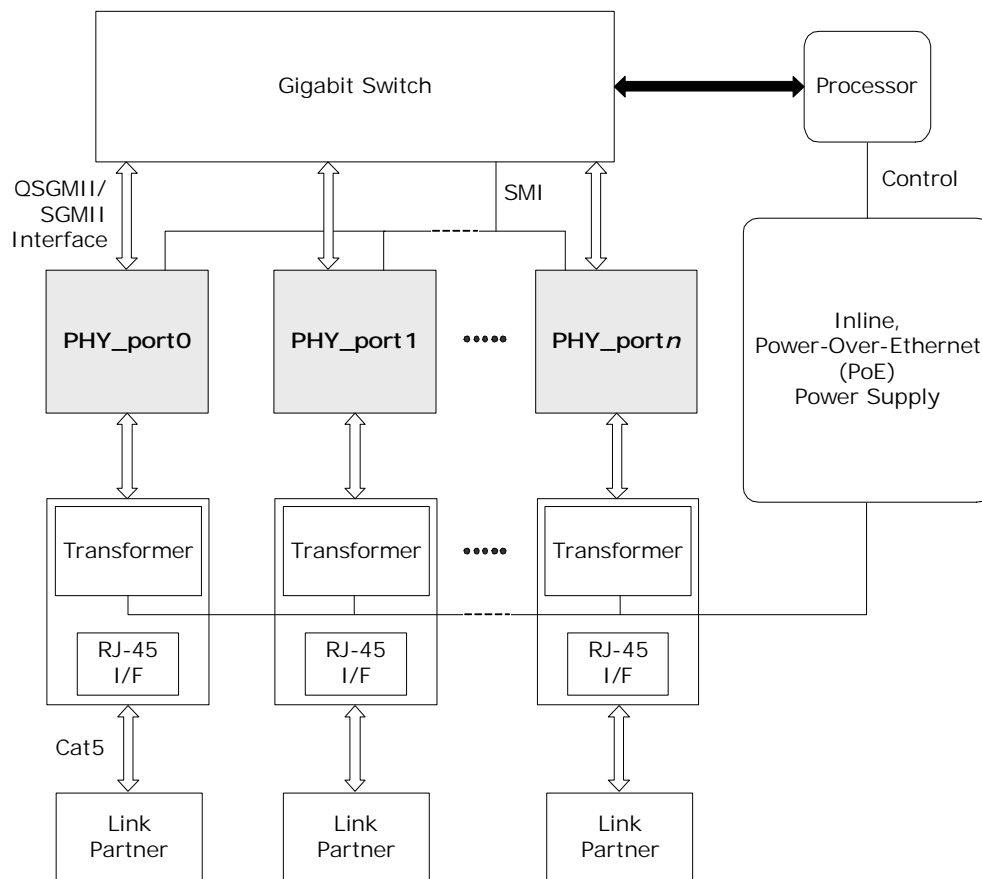 Gigabit Switch
Processor
QSGMII/
SGMII
Interface
SMI
Control
PHY_port0
PHY_port1
PHY_portn
Inline,
Power-Over-Ethernet
(PoE)
Power Supply
Transformer
Transformer
Transformer
RJ-45
I/F
RJ-45
I/F
RJ-45
I/F
Cat5
Link
Partner
Link
Partner
Link
Partner